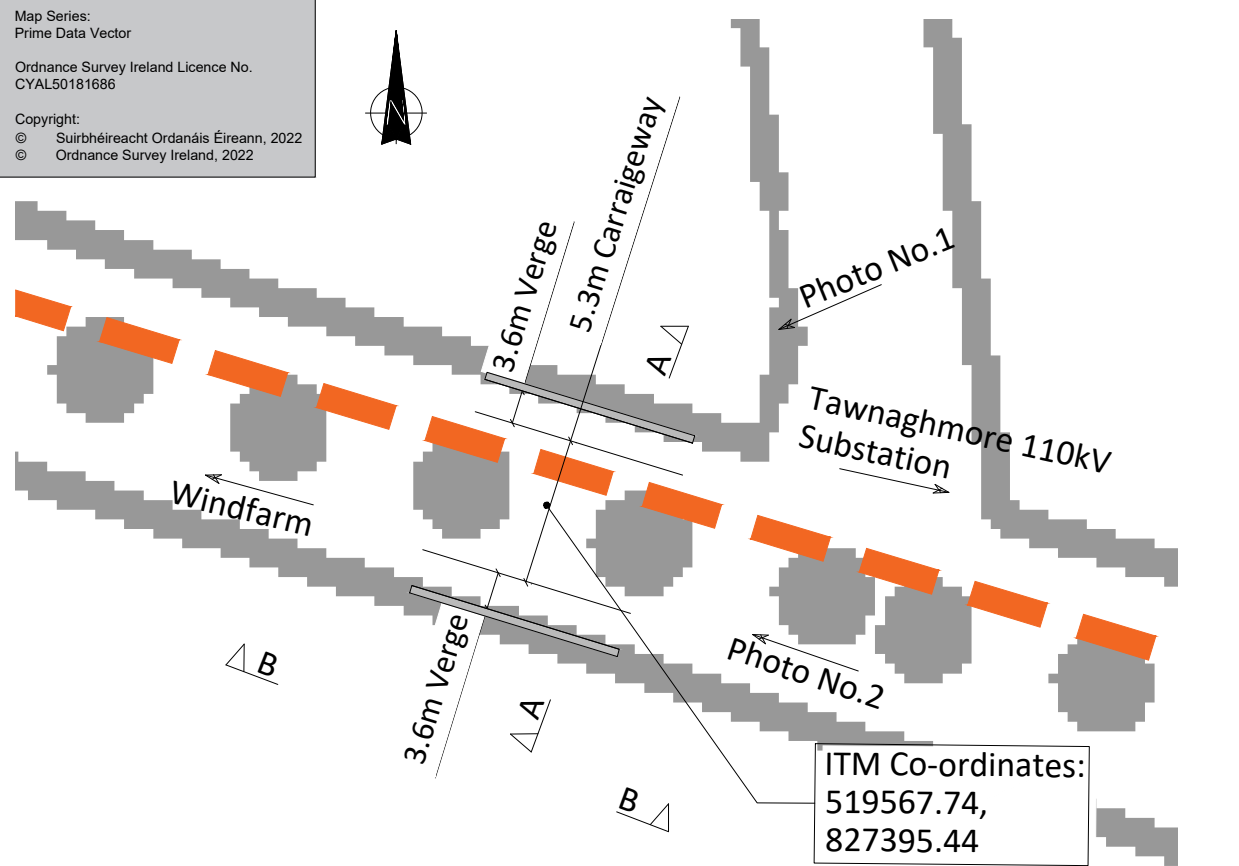 Map Series:
Prime Data Vector
Ordnance Survey Ireland Licence No.
CYAL50181686
Copyright:
© Suirbhéireacht Ordanáis Éireann, 2022
© Ordnance Survey Ireland, 2022
N
3.6m Verge
5.3m Carraigeway
A
Photo No.1
Tawnaghmore 110kV
Substation
Windfarm
B
3.6m Verge
A
Photo No.2
B
ITM Co-ordinates:
519567.74,
827395.44